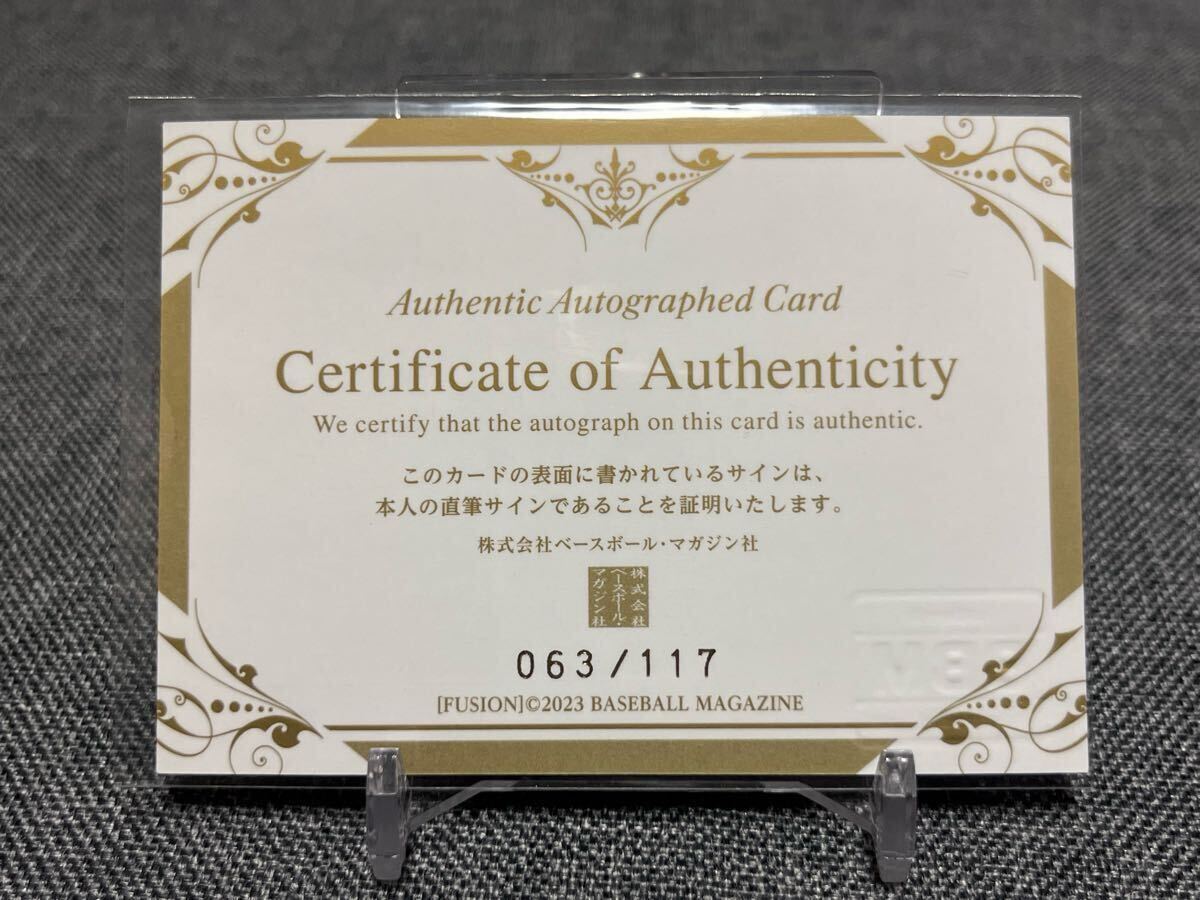 Authentic Autographed Card
Certificate of Authenticity
We certify that the autograph on this card is authentic.
このカードの表面に書かれているサインは、
本人の直筆サインであることを証明いたします。
株式会社ベースボール・マガジン社
株式会社
ベースボール・
マガジン社
063/117
[FUSION]©2023 BASEBALL MAGAZINE
BBM